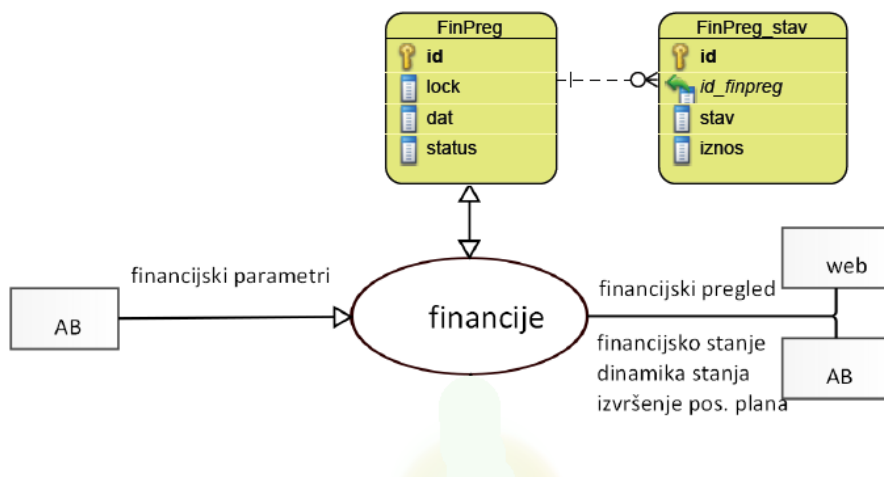 FinPreg
id
lock
dat
status
FinPreg_stav
id
id_finpreg
stav
iznos
financijski parametri
AB
financije
financijski pregled
financijsko stanje
dinamika stanja
izvršenje pos. plana
web
AB